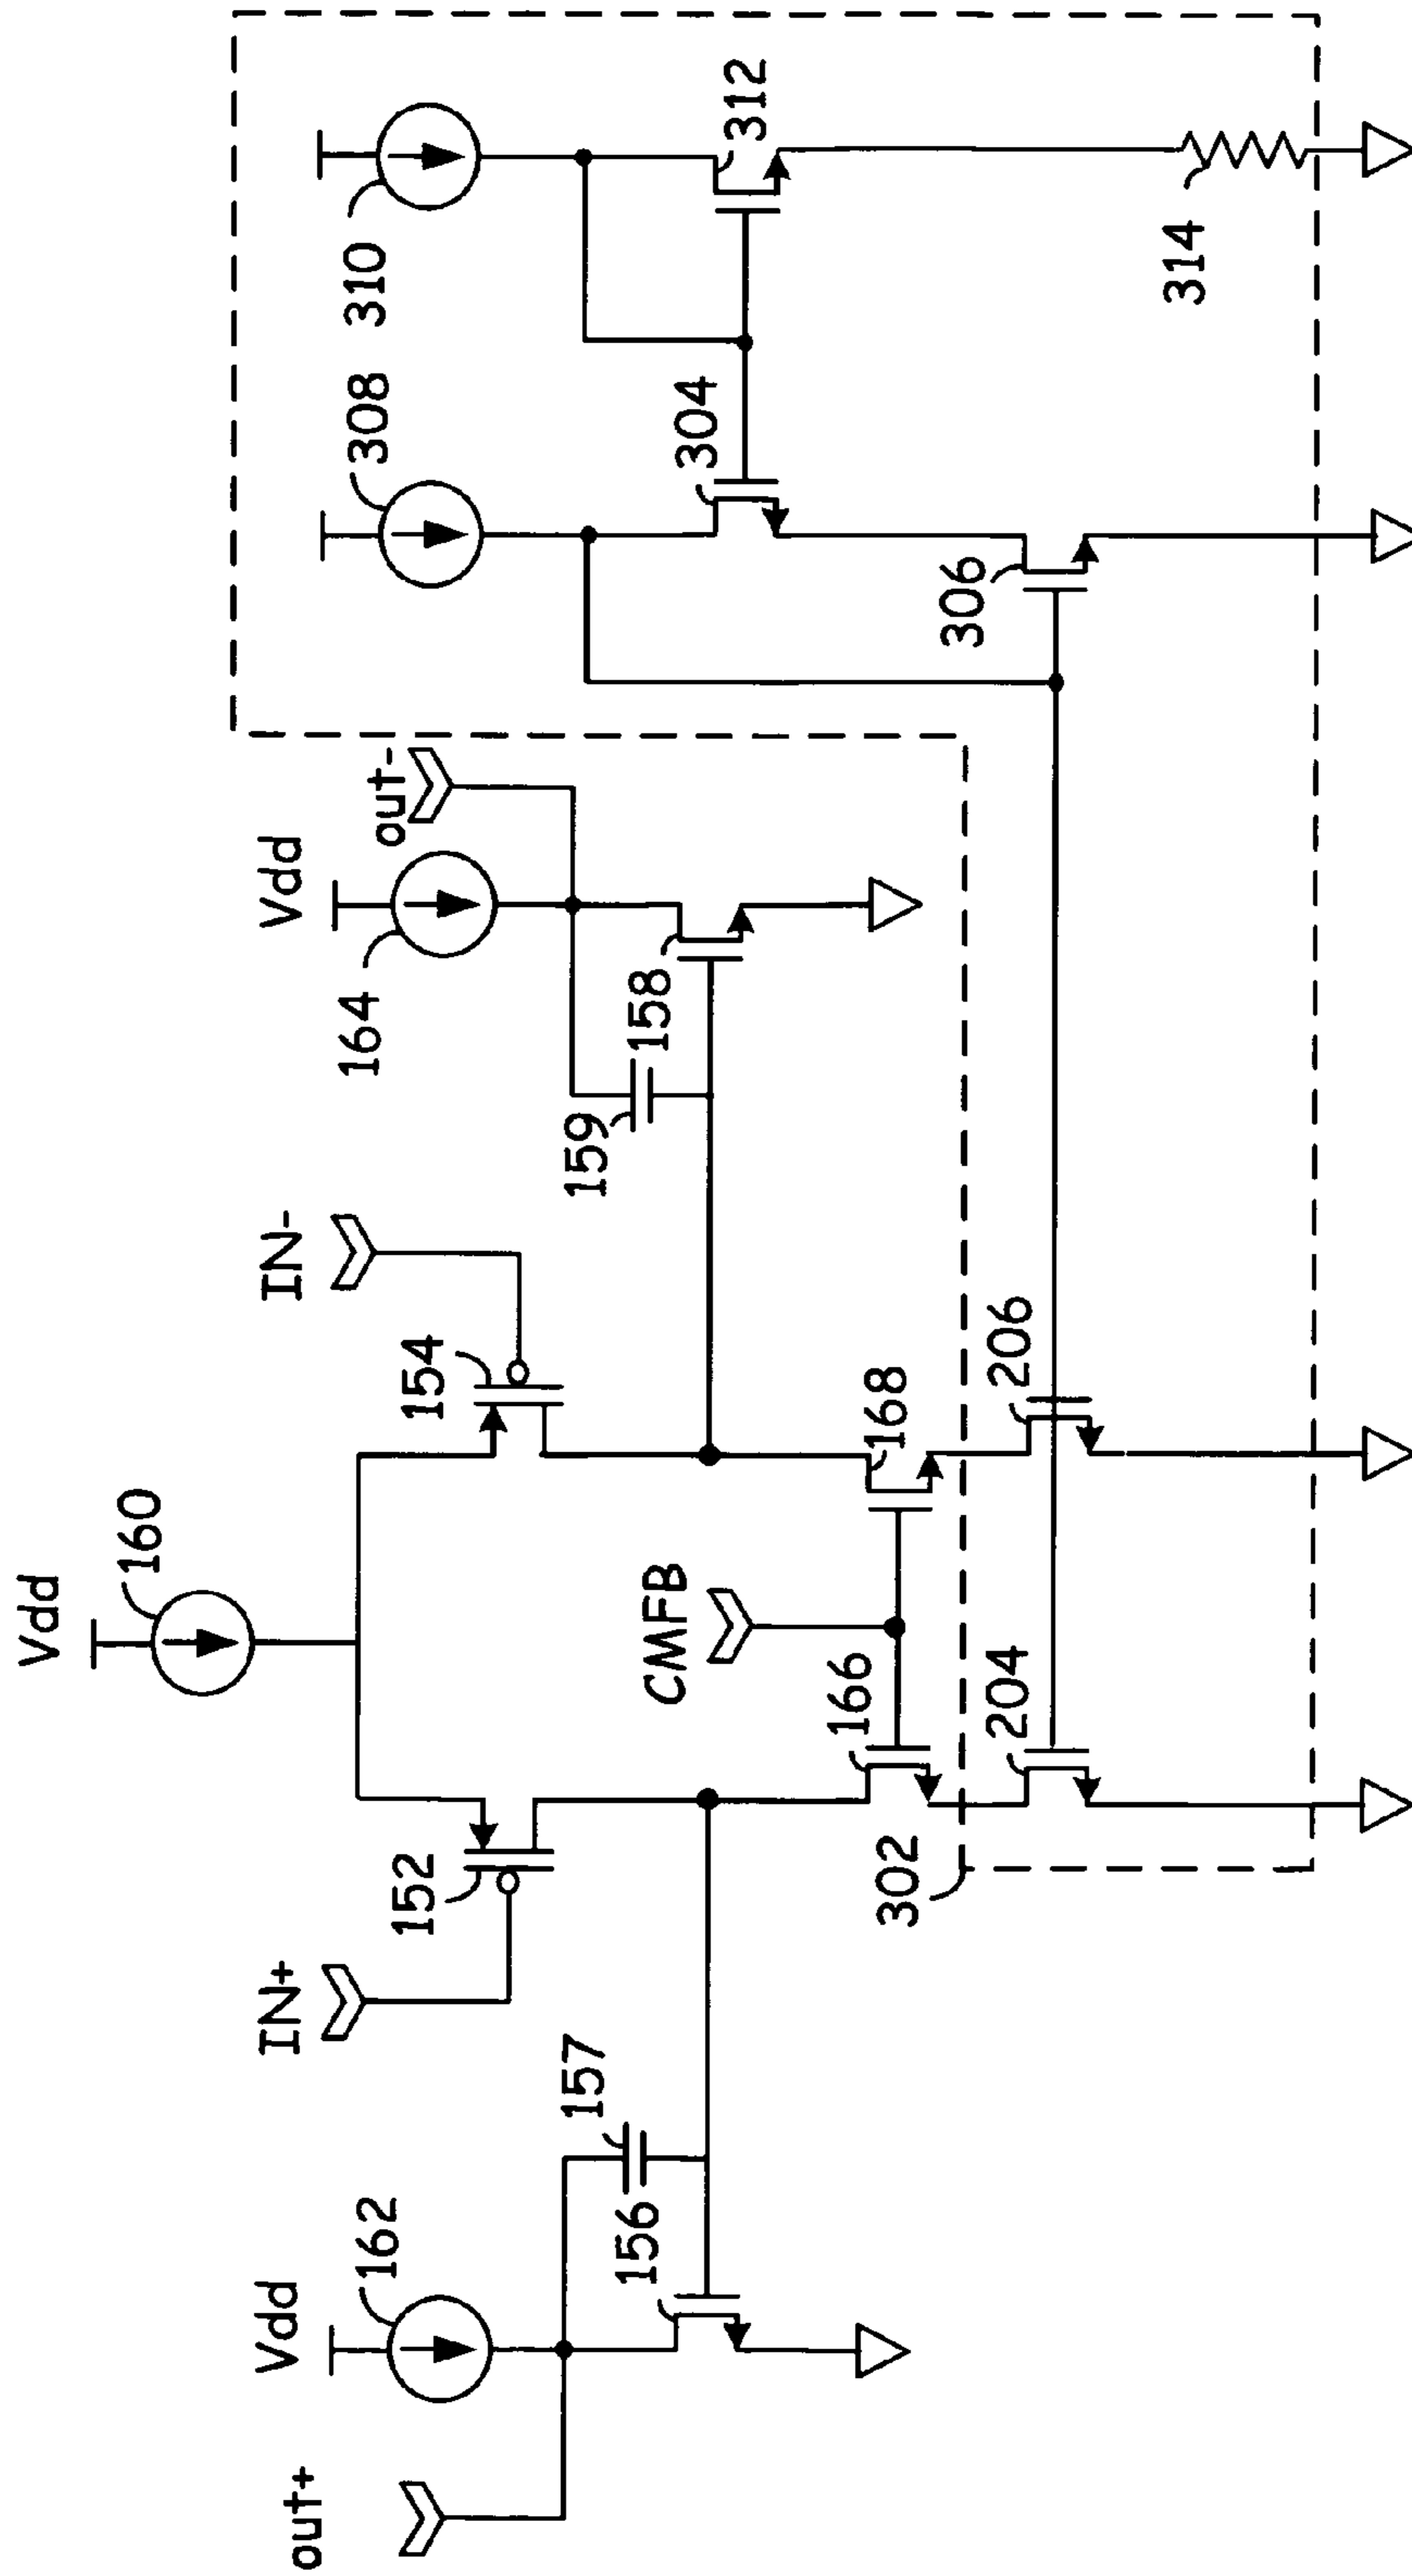 Vdd
160
Vdd
162
out+
IN+
152
154
IN-
Vdd
164
out-
308
310
157
156
159
158
CMFB
166
168
304
312
302
204
206
306
314